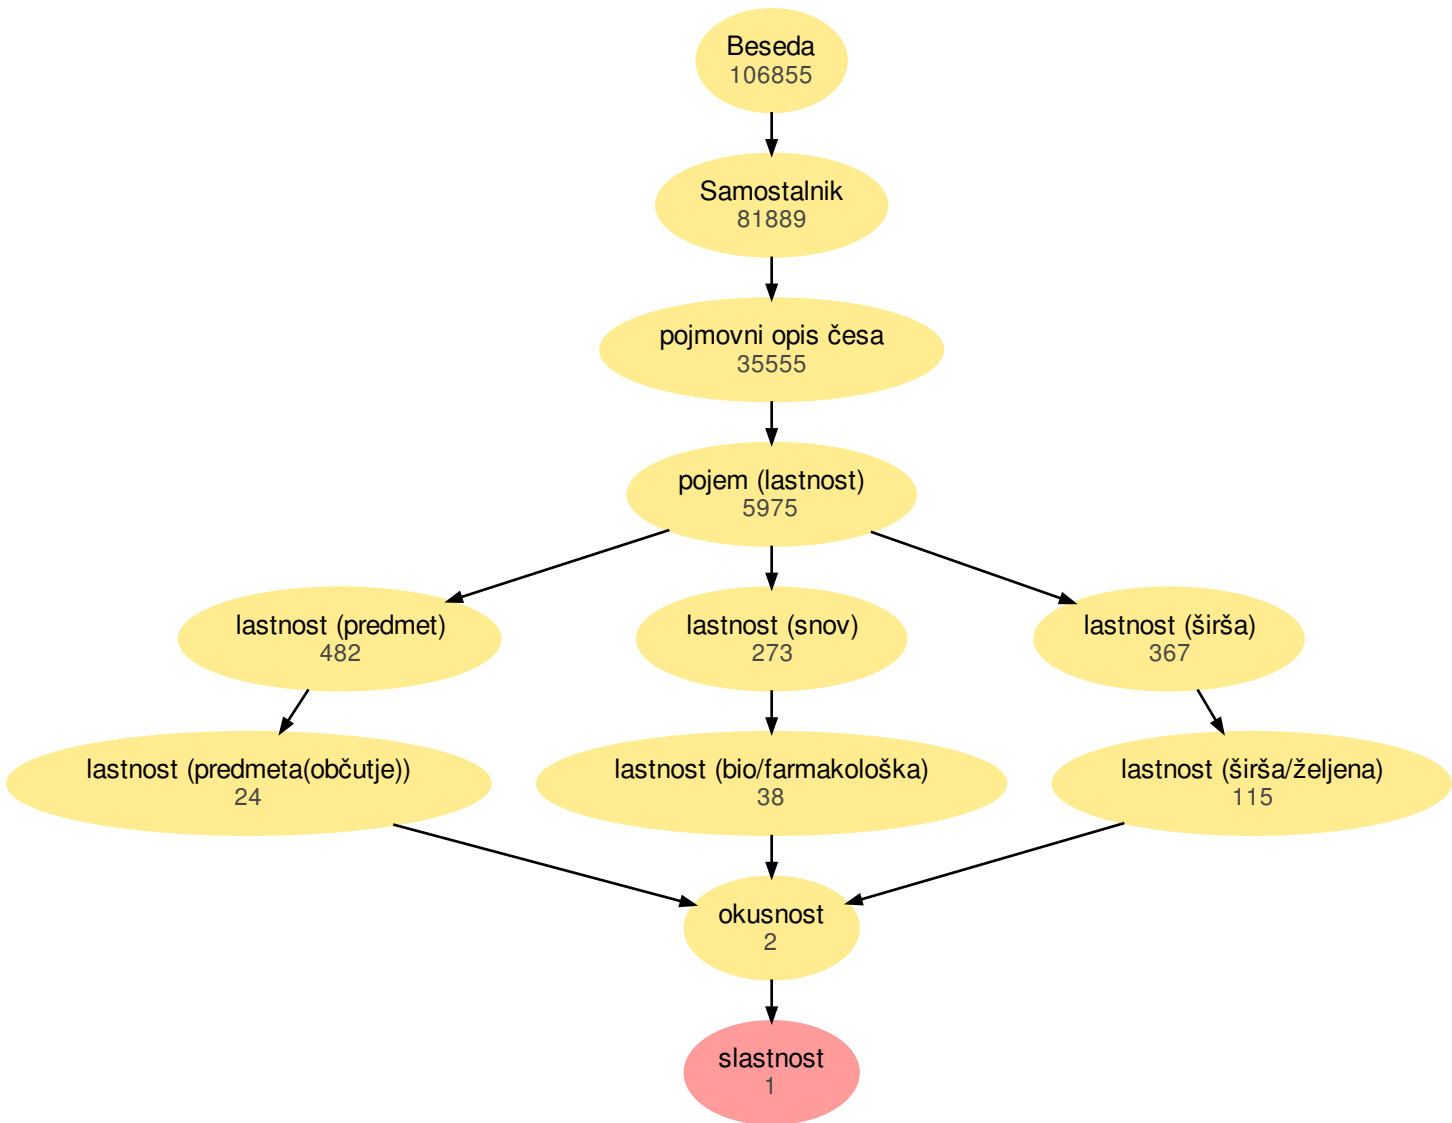 Beseda
106855
Samostalnik
81889
pojmovni opis česa
35555
pojem (lastnost)
5975
lastnost (predmet)
482
lastnost (snov)
273
lastnost (širša)
367
lastnost (predmeta(občutje))
24
lastnost (bio/farmakološka)
38
lastnost (širša/željena)
115
okusnost
2
slastnost
1